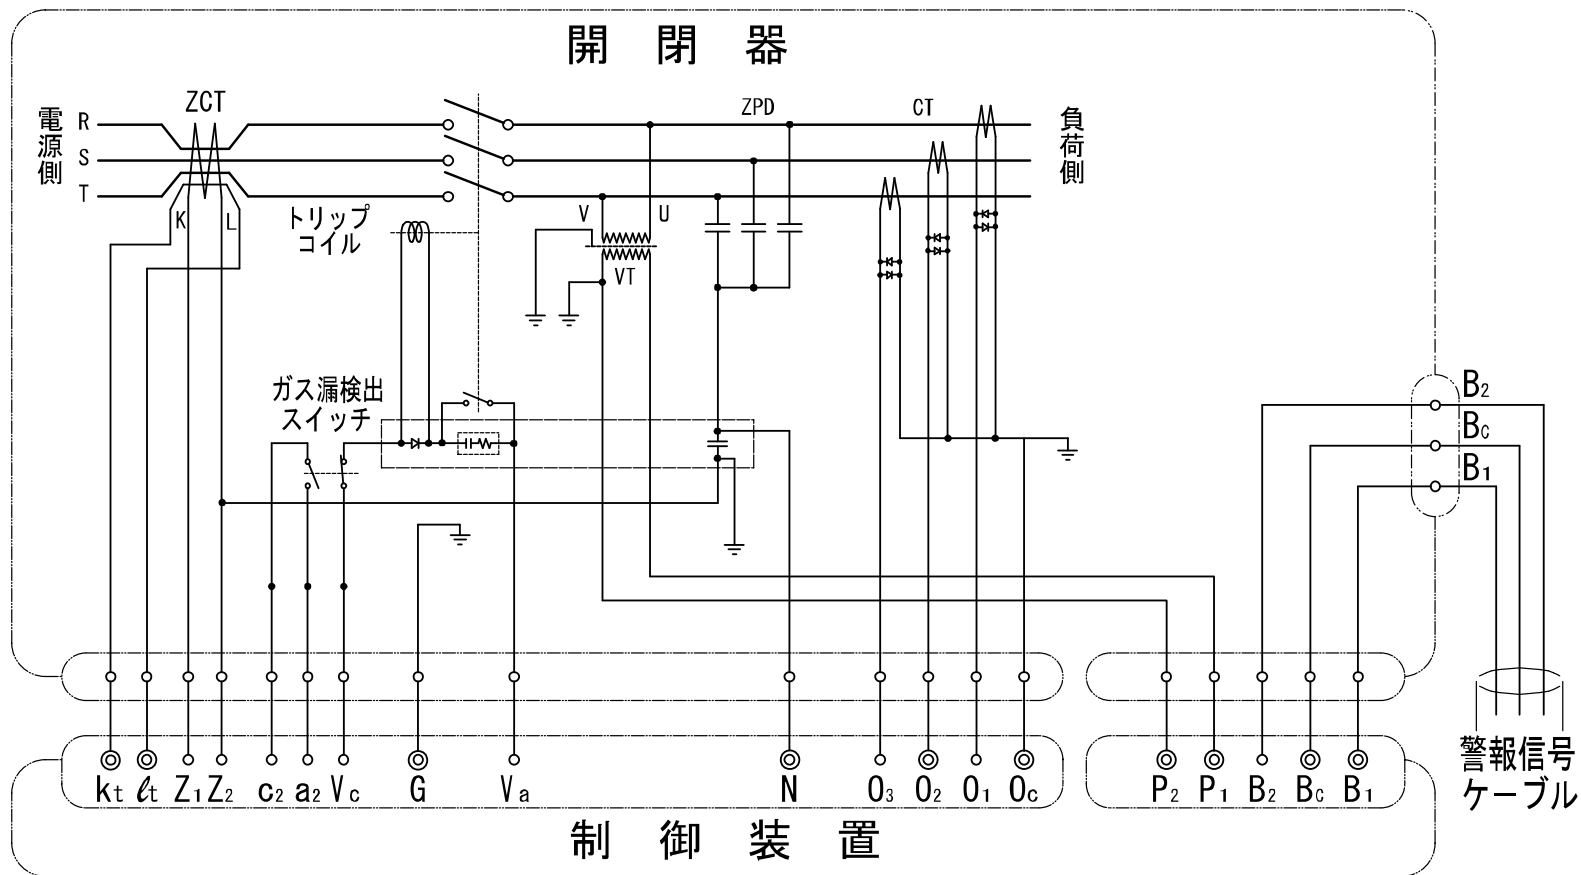 開閉器
電源側
R
S
T
ZCT
K
L
トリップ
コイル
V
U
VT
ZPD
CT
負荷側
ガス漏検出
スイッチ
B2
BC
B1
kt ℓt Z1 Z2 c2 a2 Vc G Va N O3 O2 O1 Oc P2 P1 B2 BC B1
警報信号
ケーブル
制御装置